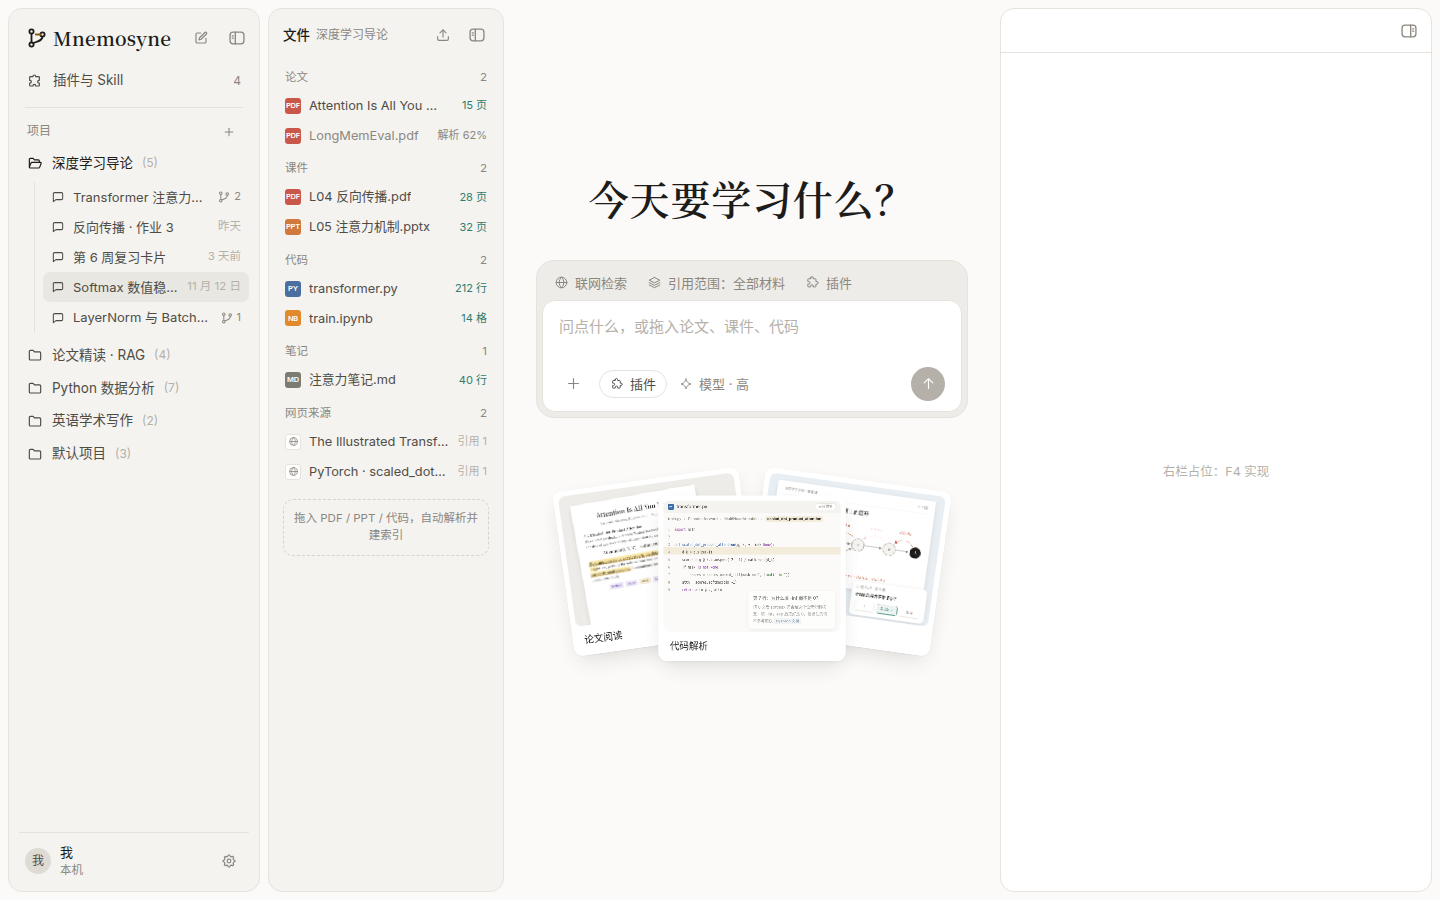 Mnemosyne
插件与 Skill 4
项目
深度学习导论 (5)
Transformer 注意力... 2
反向传播 · 作业 3 昨天
第 6 周复习卡片 3 天前
Softmax 数值稳... 11 月 12 日
LayerNorm 与 Batch... 1
论文精读 · RAG (4)
Python 数据分析 (7)
英语学术写作 (2)
默认项目 (3)
我 我
本机
文件 深度学习导论
论文 2
PDF Attention Is All You ... 15 页
PDF LongMemEval.pdf 解析 62%
课件 2
PDF L04 反向传播.pdf 28 页
PPT L05 注意力机制.pptx 32 页
代码 2
PY transformer.py 212 行
NB train.ipynb 14 格
笔记 1
MD 注意力笔记.md 40 行
网页来源 2
The Illustrated Transf... 引用 1
PyTorch · scaled_dot... 引用 1
拖入 PDF / PPT / 代码，自动解析并
建索引
今天要学习什么？
联网检索 引用范围：全部材料 插件
问点什么，或拖入论文、课件、代码
插件 模型 · 高
Attention Is All You
论文阅读
transformer.py
代码解析
右栏占位：F4 实现